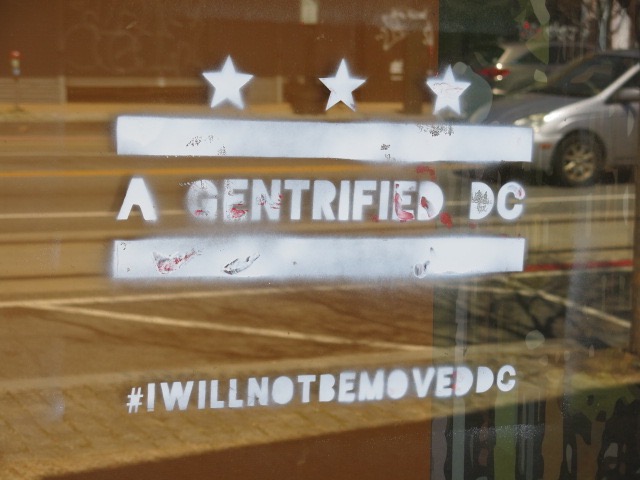 A GENTRIFIED DC
#IWILLNOTBEMOVEDDC